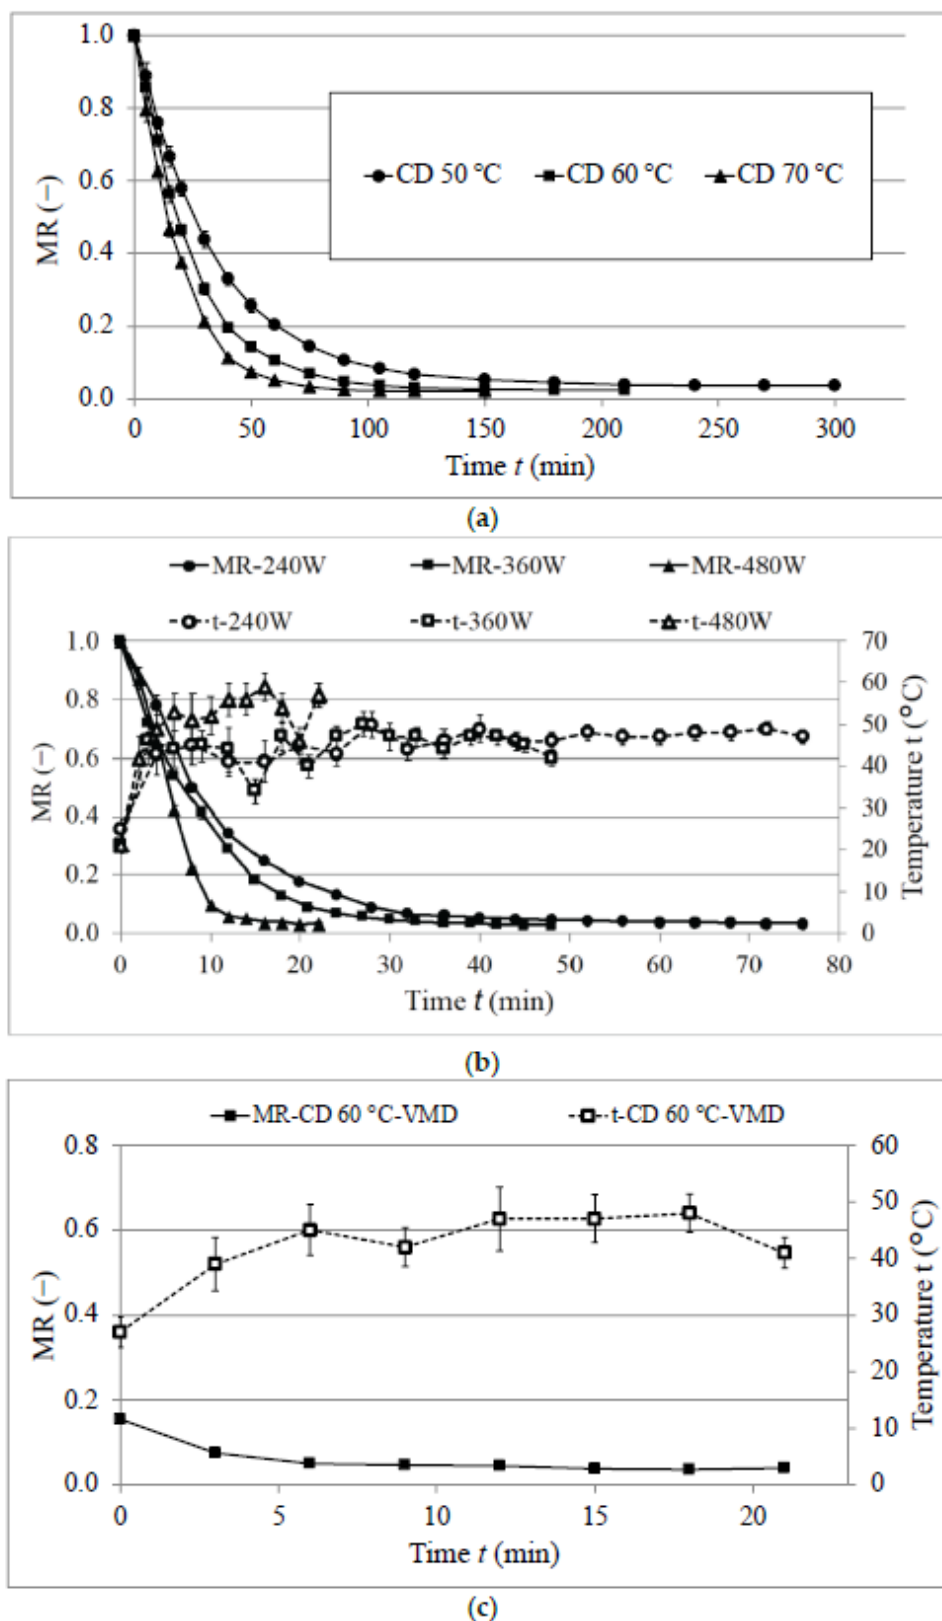 1.0
0.8
0.6
0.4
0.2
0.0
MR (–)
CD 50 °C CD 60 °C CD 70 °C
0 50 100 150 200 250 300
Time t (min)
(a)
MR-240W MR-360W MR-480W
t-240W t-360W t-480W
1.0 70
0.8 60
0.6 50
0.4 40
0.2 30
0.0 20
10
0
MR (–)
Temperature t (°C)
0 10 20 30 40 50 60 70 80
Time t (min)
(b)
MR-CD 60 °C-VMD t-CD 60 °C-VMD
0.8 60
0.6 50
0.4 40
0.2 30
0.0 20
10
0
MR (–)
Temperature t (°C)
0 5 10 15 20
Time t (min)
(c)